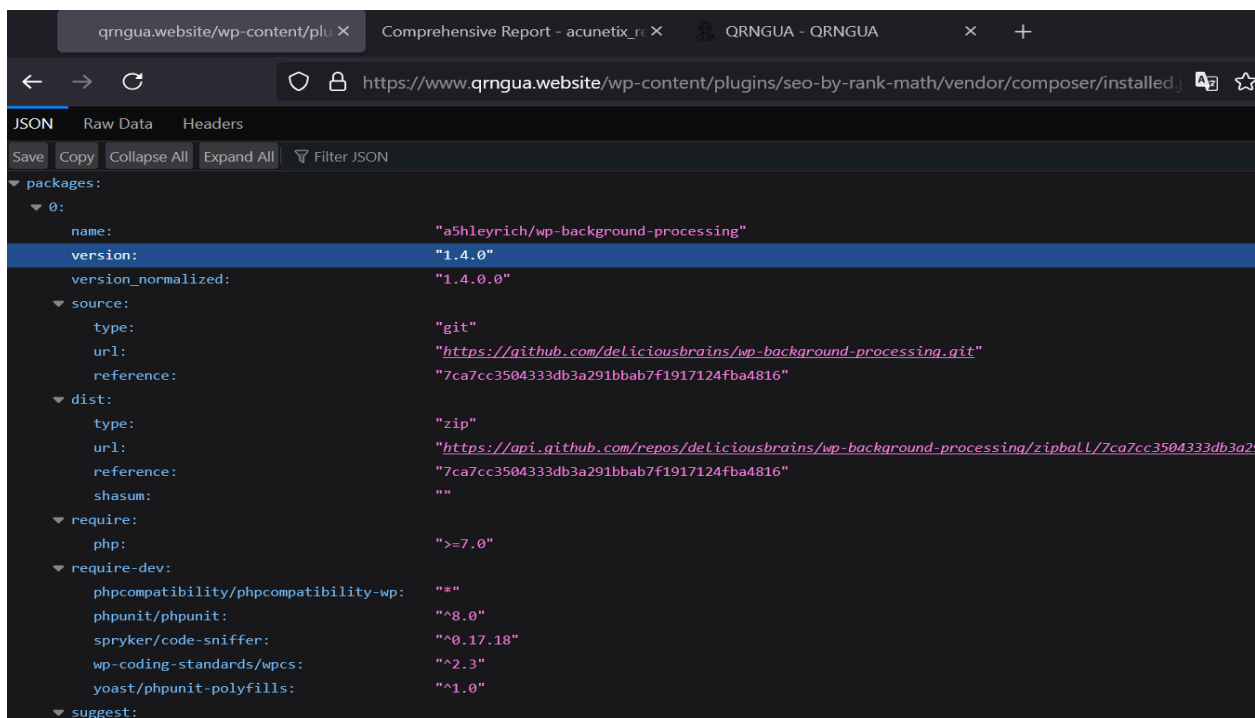 qrngua.website/wp-content/plu Comprehensive Report - acunetix_re QRNGUA - QRNGUA
https://www.qrngua.website/wp-content/plugins/seo-by-rank-math/vendor/composer/installed.j
JSON Raw Data Headers
Save Copy Collapse All Expand All Filter JSON
packages:
0:
name: "a5hleyrich/wp-background-processing"
version: "1.4.0"
version_normalized: "1.4.0.0"
source:
type: "git"
url: "https://github.com/deliciousbrains/wp-background-processing.git"
reference: "7ca7cc3504333db3a291bbab7f1917124fba4816"
dist:
type: "zip"
url: "https://api.github.com/repos/deliciousbrains/wp-background-processing/zipball/7ca7cc3504333db3a29
reference: "7ca7cc3504333db3a291bbab7f1917124fba4816"
shasum: ""
require:
php: ">=7.0"
require-dev:
phpcompatibility/phpcompatibility-wp: "*"
phpunit/phpunit: "^8.0"
spryker/code-sniffer: "^0.17.18"
wp-coding-standards/wpcs: "^2.3"
yoast/phpunit-polyfills: "^1.0"
suggest: